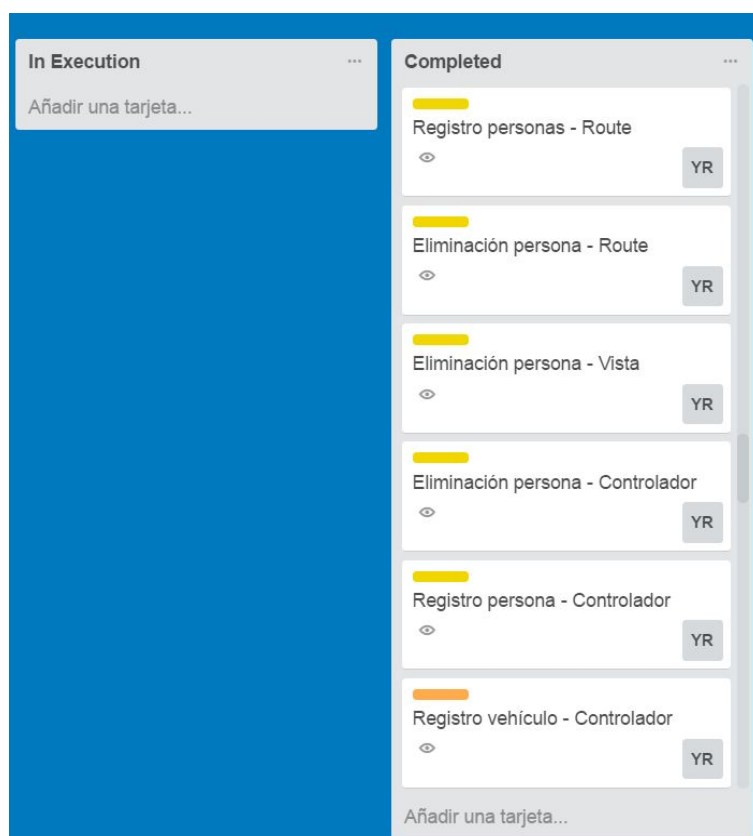 In Execution
Añadir una tarjeta...
Completed
Registro personas - Route
YR
Eliminación persona - Route
YR
Eliminación persona - Vista
YR
Eliminación persona - Controlador
YR
Registro persona - Controlador
YR
Registro vehículo - Controlador
YR
Añadir una tarjeta...